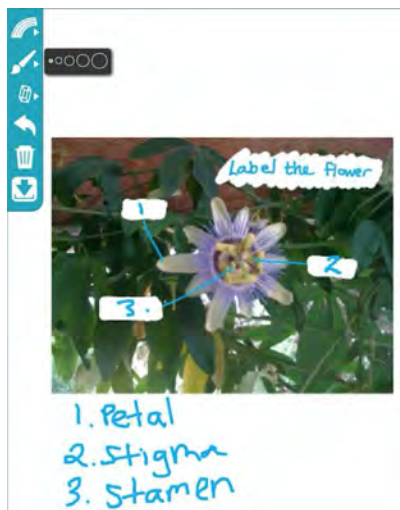 Label the flower
1
2
3.
1. Petal
2. Stigma
3. Stamen